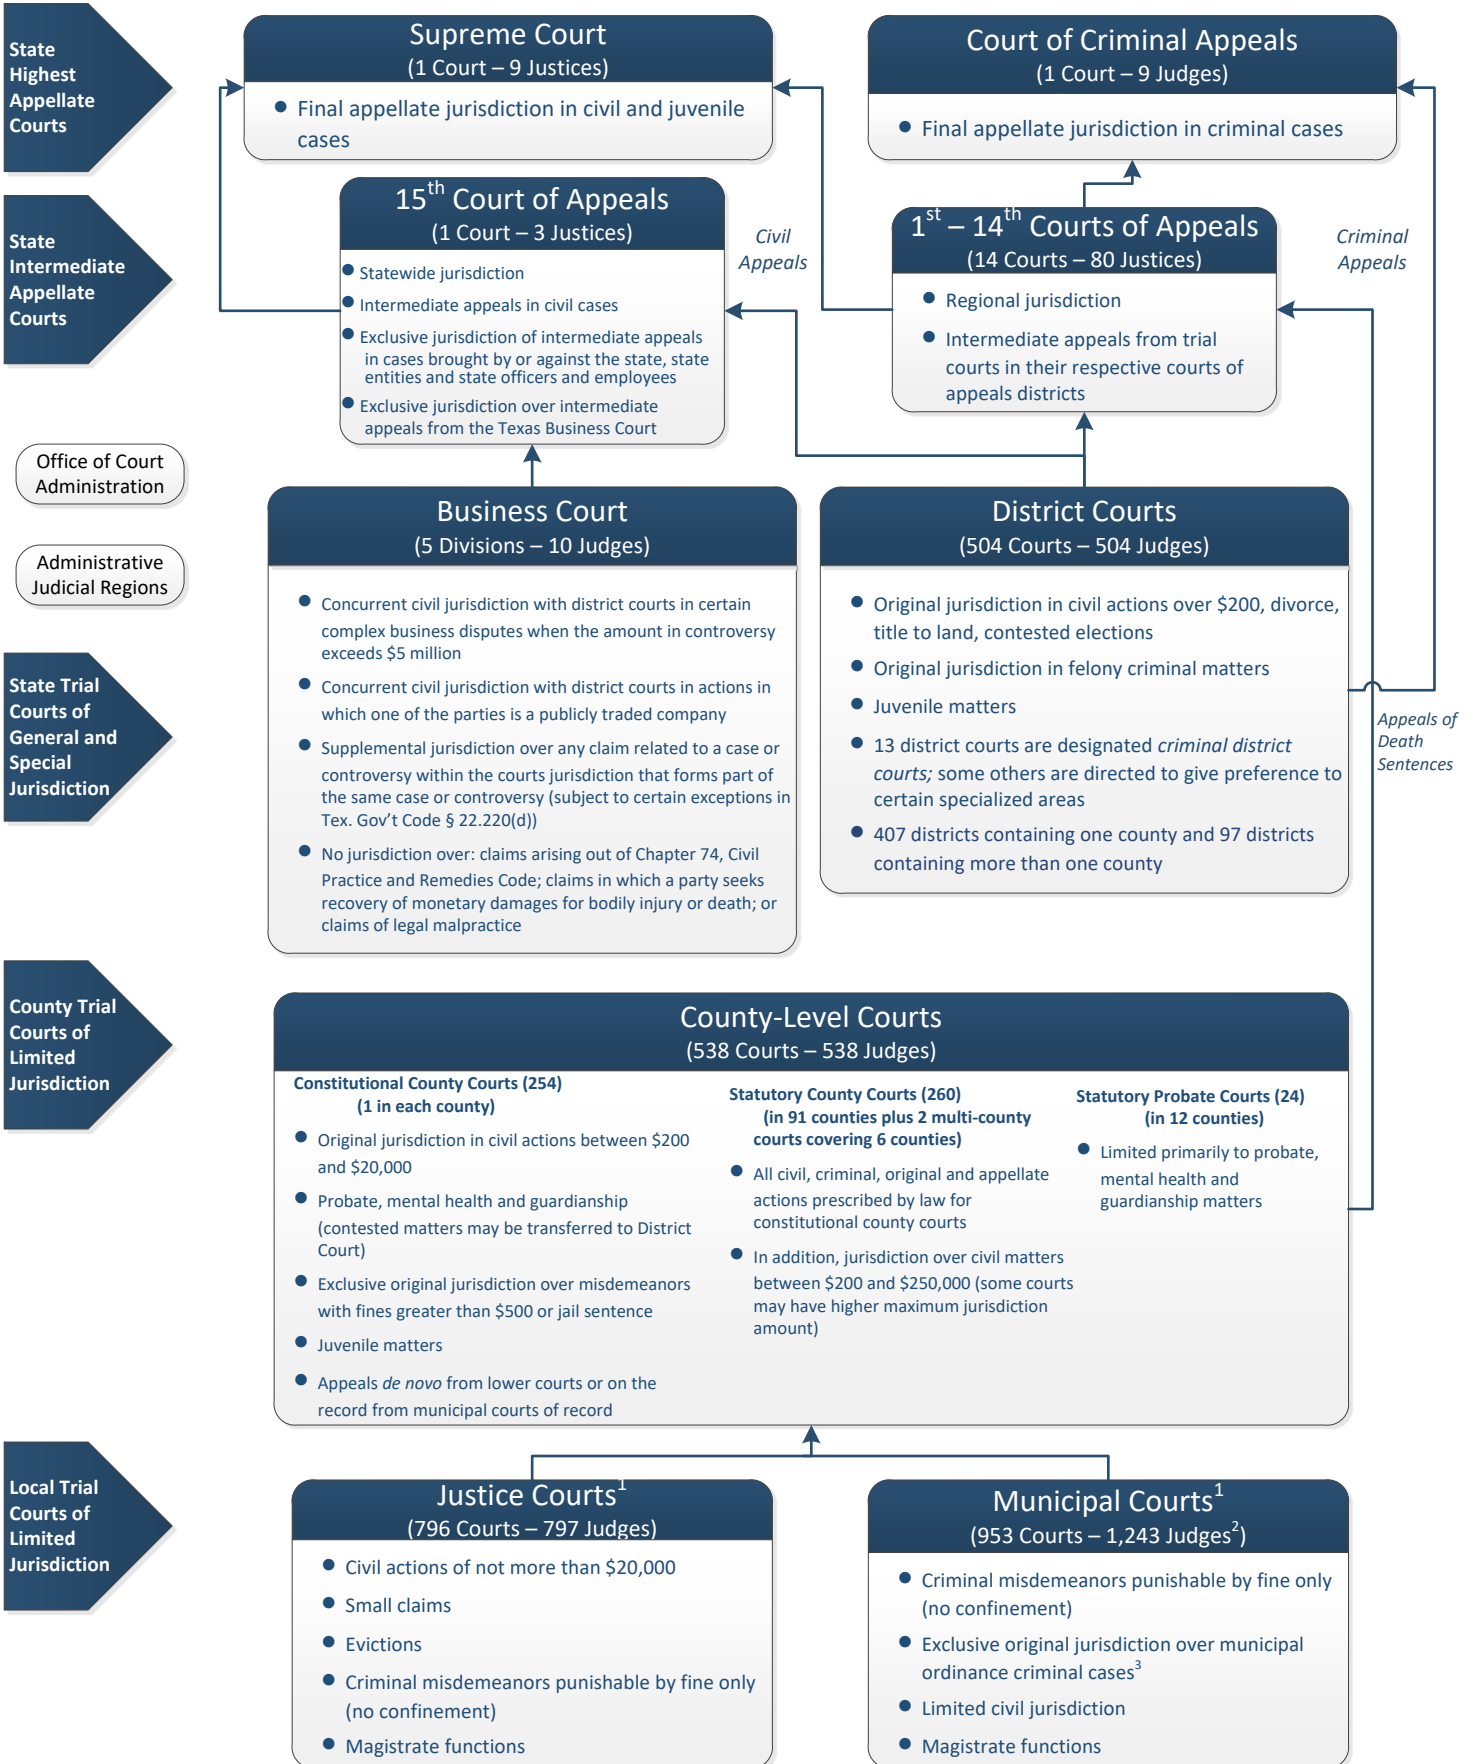 State
Highest
Appellate
Courts
Supreme Court
(1 Court – 9 Justices)
● Final appellate jurisdiction in civil and juvenile
cases
Court of Criminal Appeals
(1 Court – 9 Judges)
● Final appellate jurisdiction in criminal cases
State
Intermediate
Appellate
Courts
15th Court of Appeals
(1 Court – 3 Justices)
● Statewide jurisdiction
● Intermediate appeals in civil cases
● Exclusive jurisdiction of intermediate appeals
in cases brought by or against the state, state
entities and state officers and employees
● Exclusive jurisdiction over intermediate
appeals from the Texas Business Court
Civil
Appeals
1st – 14th Courts of Appeals
(14 Courts – 80 Justices)
● Regional jurisdiction
● Intermediate appeals from trial
courts in their respective courts of
appeals districts
Criminal
Appeals
Office of Court
Administration
Administrative
Judicial Regions
State Trial
Courts of
General and
Special
Jurisdiction
Business Court
(5 Divisions – 10 Judges)
● Concurrent civil jurisdiction with district courts in certain
complex business disputes when the amount in controversy
exceeds $5 million
● Concurrent civil jurisdiction with district courts in actions in
which one of the parties is a publicly traded company
● Supplemental jurisdiction over any claim related to a case or
controversy within the courts jurisdiction that forms part of
the same case or controversy (subject to certain exceptions in
Tex. Gov’t Code § 22.220(d))
● No jurisdiction over: claims arising out of Chapter 74, Civil
Practice and Remedies Code; claims in which a party seeks
recovery of monetary damages for bodily injury or death; or
claims of legal malpractice
District Courts
(504 Courts – 504 Judges)
● Original jurisdiction in civil actions over $200, divorce,
title to land, contested elections
● Original jurisdiction in felony criminal matters
● Juvenile matters
● 13 district courts are designated criminal district
courts; some others are directed to give preference to
certain specialized areas
● 407 districts containing one county and 97 districts
containing more than one county
Appeals of
Death
Sentences
County Trial
Courts of
Limited
Jurisdiction
County-Level Courts
(538 Courts – 538 Judges)
Constitutional County Courts (254)
(1 in each county)
● Original jurisdiction in civil actions between $200
and $20,000
● Probate, mental health and guardianship
(contested matters may be transferred to District
Court)
● Exclusive original jurisdiction over misdemeanors
with fines greater than $500 or jail sentence
● Juvenile matters
● Appeals de novo from lower courts or on the
record from municipal courts of record
Statutory County Courts (260)
(in 91 counties plus 2 multi-county
courts covering 6 counties)
● All civil, criminal, original and appellate
actions prescribed by law for
constitutional county courts
● In addition, jurisdiction over civil matters
between $200 and $250,000 (some courts
may have higher maximum jurisdiction
amount)
Statutory Probate Courts (24)
(in 12 counties)
● Limited primarily to probate,
mental health and
guardianship matters
Local Trial
Courts of
Limited
Jurisdiction
Justice Courts1
(796 Courts – 797 Judges)
● Civil actions of not more than $20,000
● Small claims
● Evictions
● Criminal misdemeanors punishable by fine only
(no confinement)
● Magistrate functions
Municipal Courts1
(953 Courts – 1,243 Judges2)
● Criminal misdemeanors punishable by fine only
(no confinement)
● Exclusive original jurisdiction over municipal
ordinance criminal cases3
● Limited civil jurisdiction
● Magistrate functions